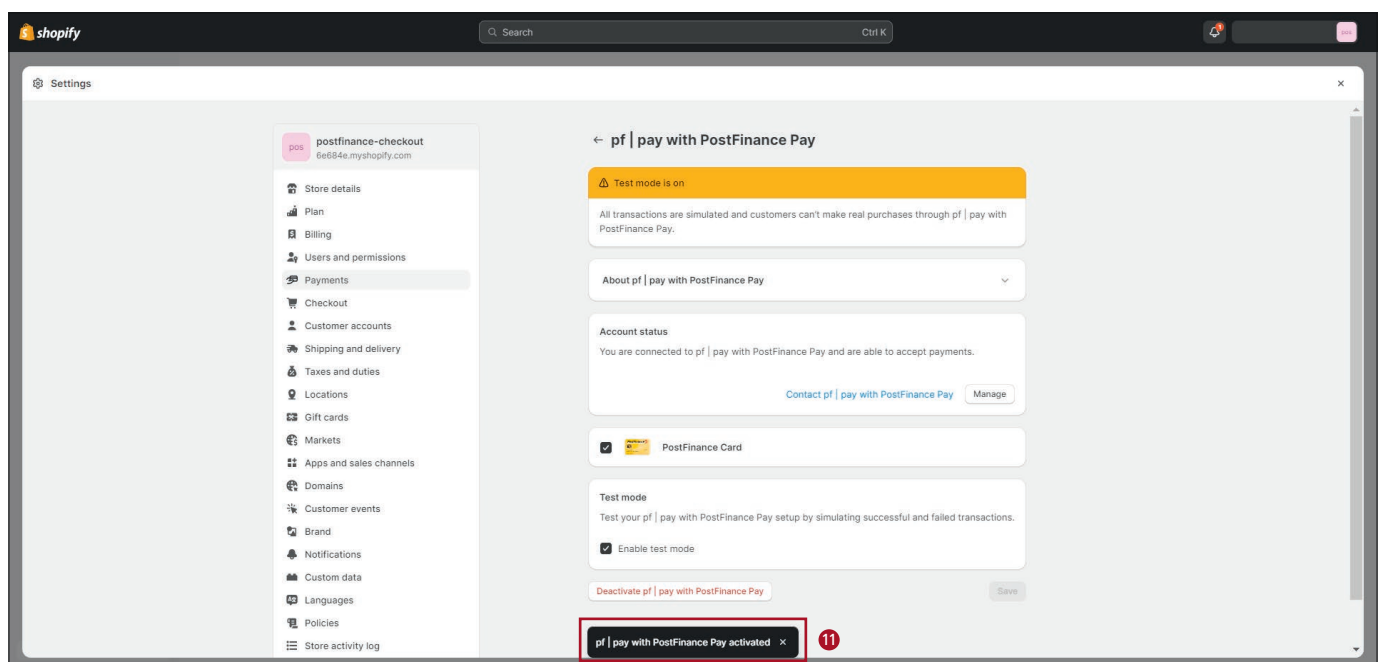 shopify
Search
Ctrl K
1
pos
Settings
×
pos
postfinance-checkout
6e684e.myshopify.com
Store details
Plan
Billing
Users and permissions
Payments
Checkout
Customer accounts
Shipping and delivery
Taxes and duties
Locations
Gift cards
Markets
Apps and sales channels
Domains
Customer events
Brand
Notifications
Custom data
Languages
Policies
Store activity log
← pf | pay with PostFinance Pay
Test mode is on
All transactions are simulated and customers can't make real purchases through pf | pay with
PostFinance Pay.
About pf | pay with PostFinance Pay
Account status
You are connected to pf | pay with PostFinance Pay and are able to accept payments.
Contact pf | pay with PostFinance Pay
Manage
PostFinance Card
Test mode
Test your pf | pay with PostFinance Pay setup by simulating successful and failed transactions.
Enable test mode
Deactivate pf | pay with PostFinance Pay
Save
pf | pay with PostFinance Pay activated ×
11